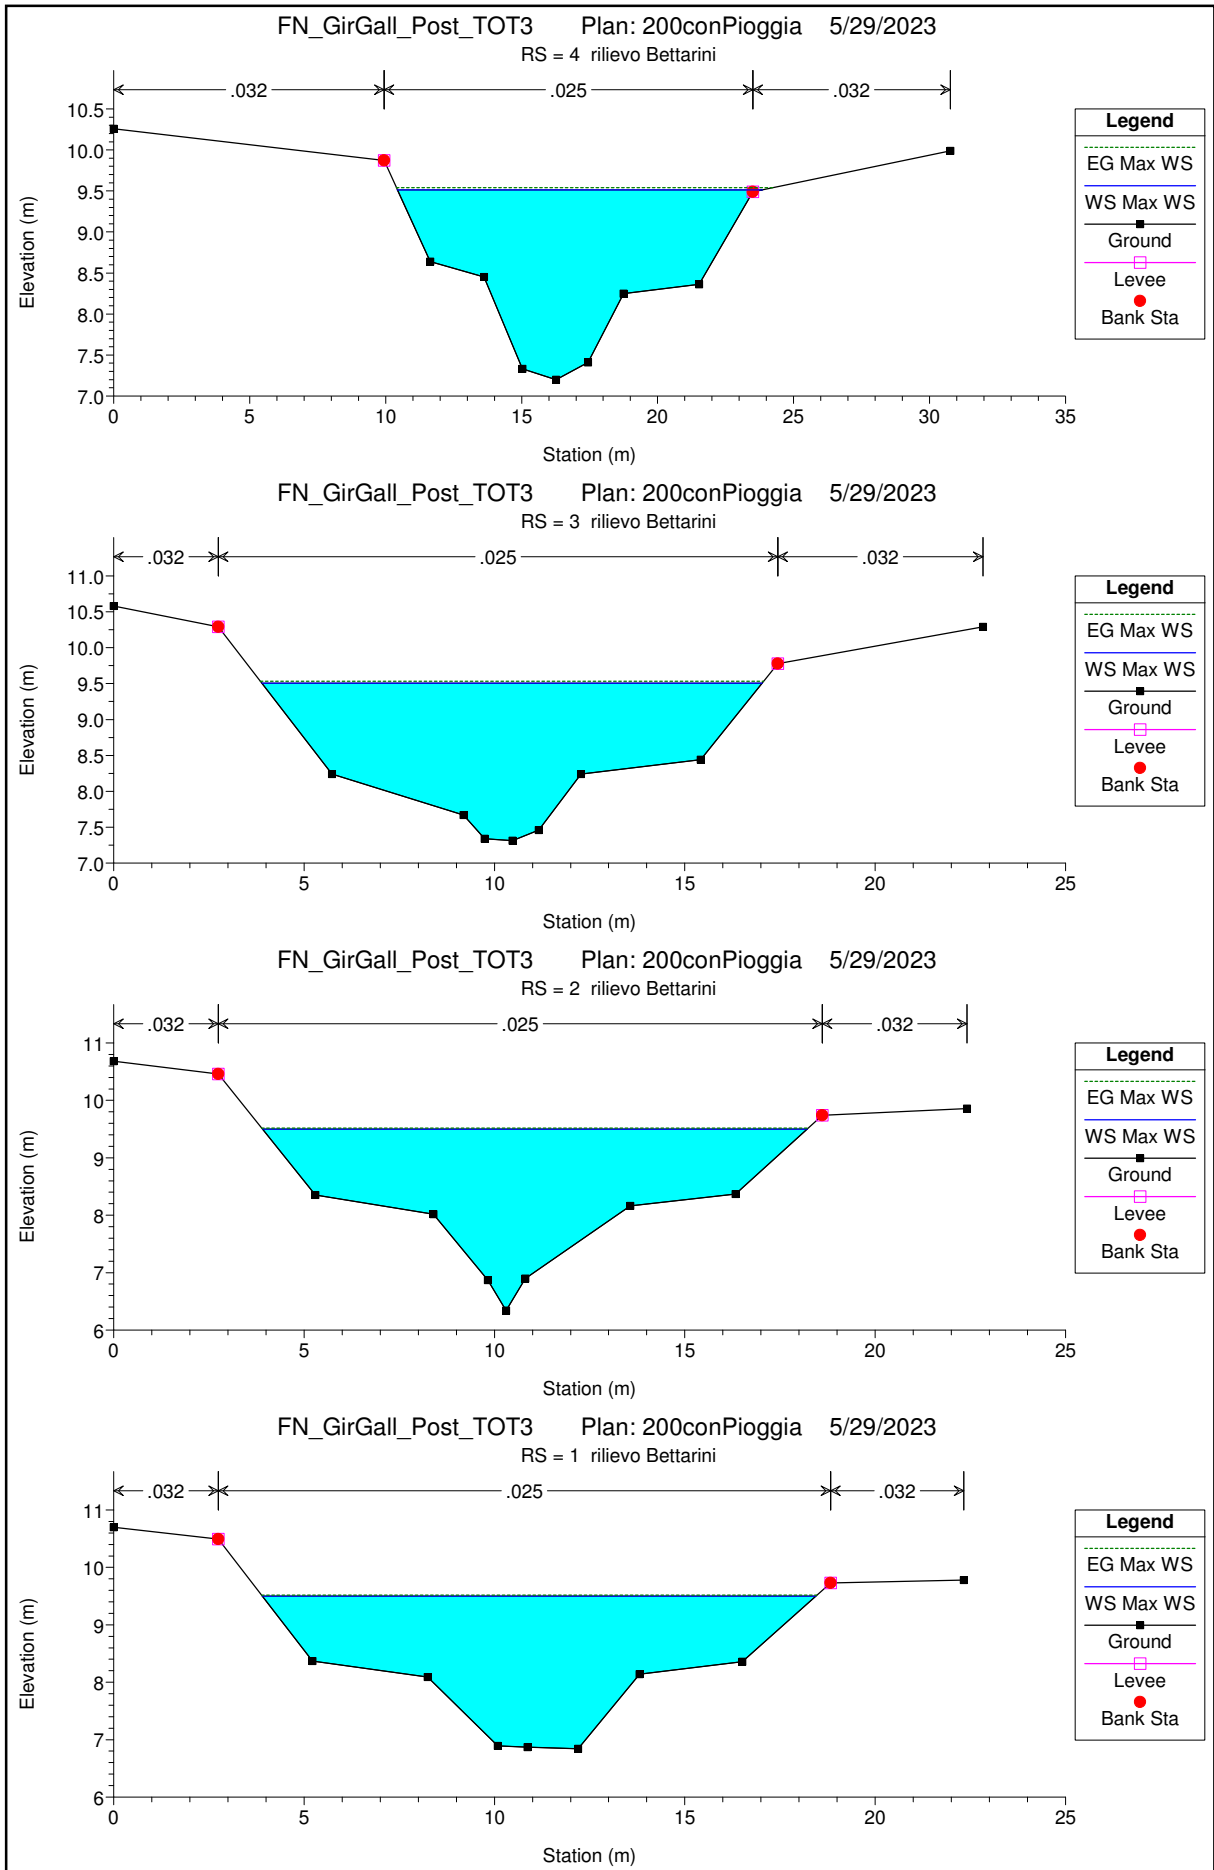 FN_GirGall_Post_TOT3 Plan: 200conPioggia 5/29/2023
RS = 4 rilievo Bettarini
.032 .025 .032
10.5
10.0
9.5
9.0
8.5
8.0
7.5
7.0
Elevation (m)
0 5 10 15 20 25 30 35
Station (m)
Legend
EG Max WS
WS Max WS
Ground
Levee
Bank Sta
FN_GirGall_Post_TOT3 Plan: 200conPioggia 5/29/2023
RS = 3 rilievo Bettarini
.032 .025 .032
11.0
10.5
10.0
9.5
9.0
8.5
8.0
7.5
7.0
Elevation (m)
0 5 10 15 20 25
Station (m)
Legend
EG Max WS
WS Max WS
Ground
Levee
Bank Sta
FN_GirGall_Post_TOT3 Plan: 200conPioggia 5/29/2023
RS = 2 rilievo Bettarini
.032 .025 .032
11
10
9
8
7
6
Elevation (m)
0 5 10 15 20 25
Station (m)
Legend
EG Max WS
WS Max WS
Ground
Levee
Bank Sta
FN_GirGall_Post_TOT3 Plan: 200conPioggia 5/29/2023
RS = 1 rilievo Bettarini
.032 .025 .032
11
10
9
8
7
6
Elevation (m)
0 5 10 15 20 25
Station (m)
Legend
EG Max WS
WS Max WS
Ground
Levee
Bank Sta